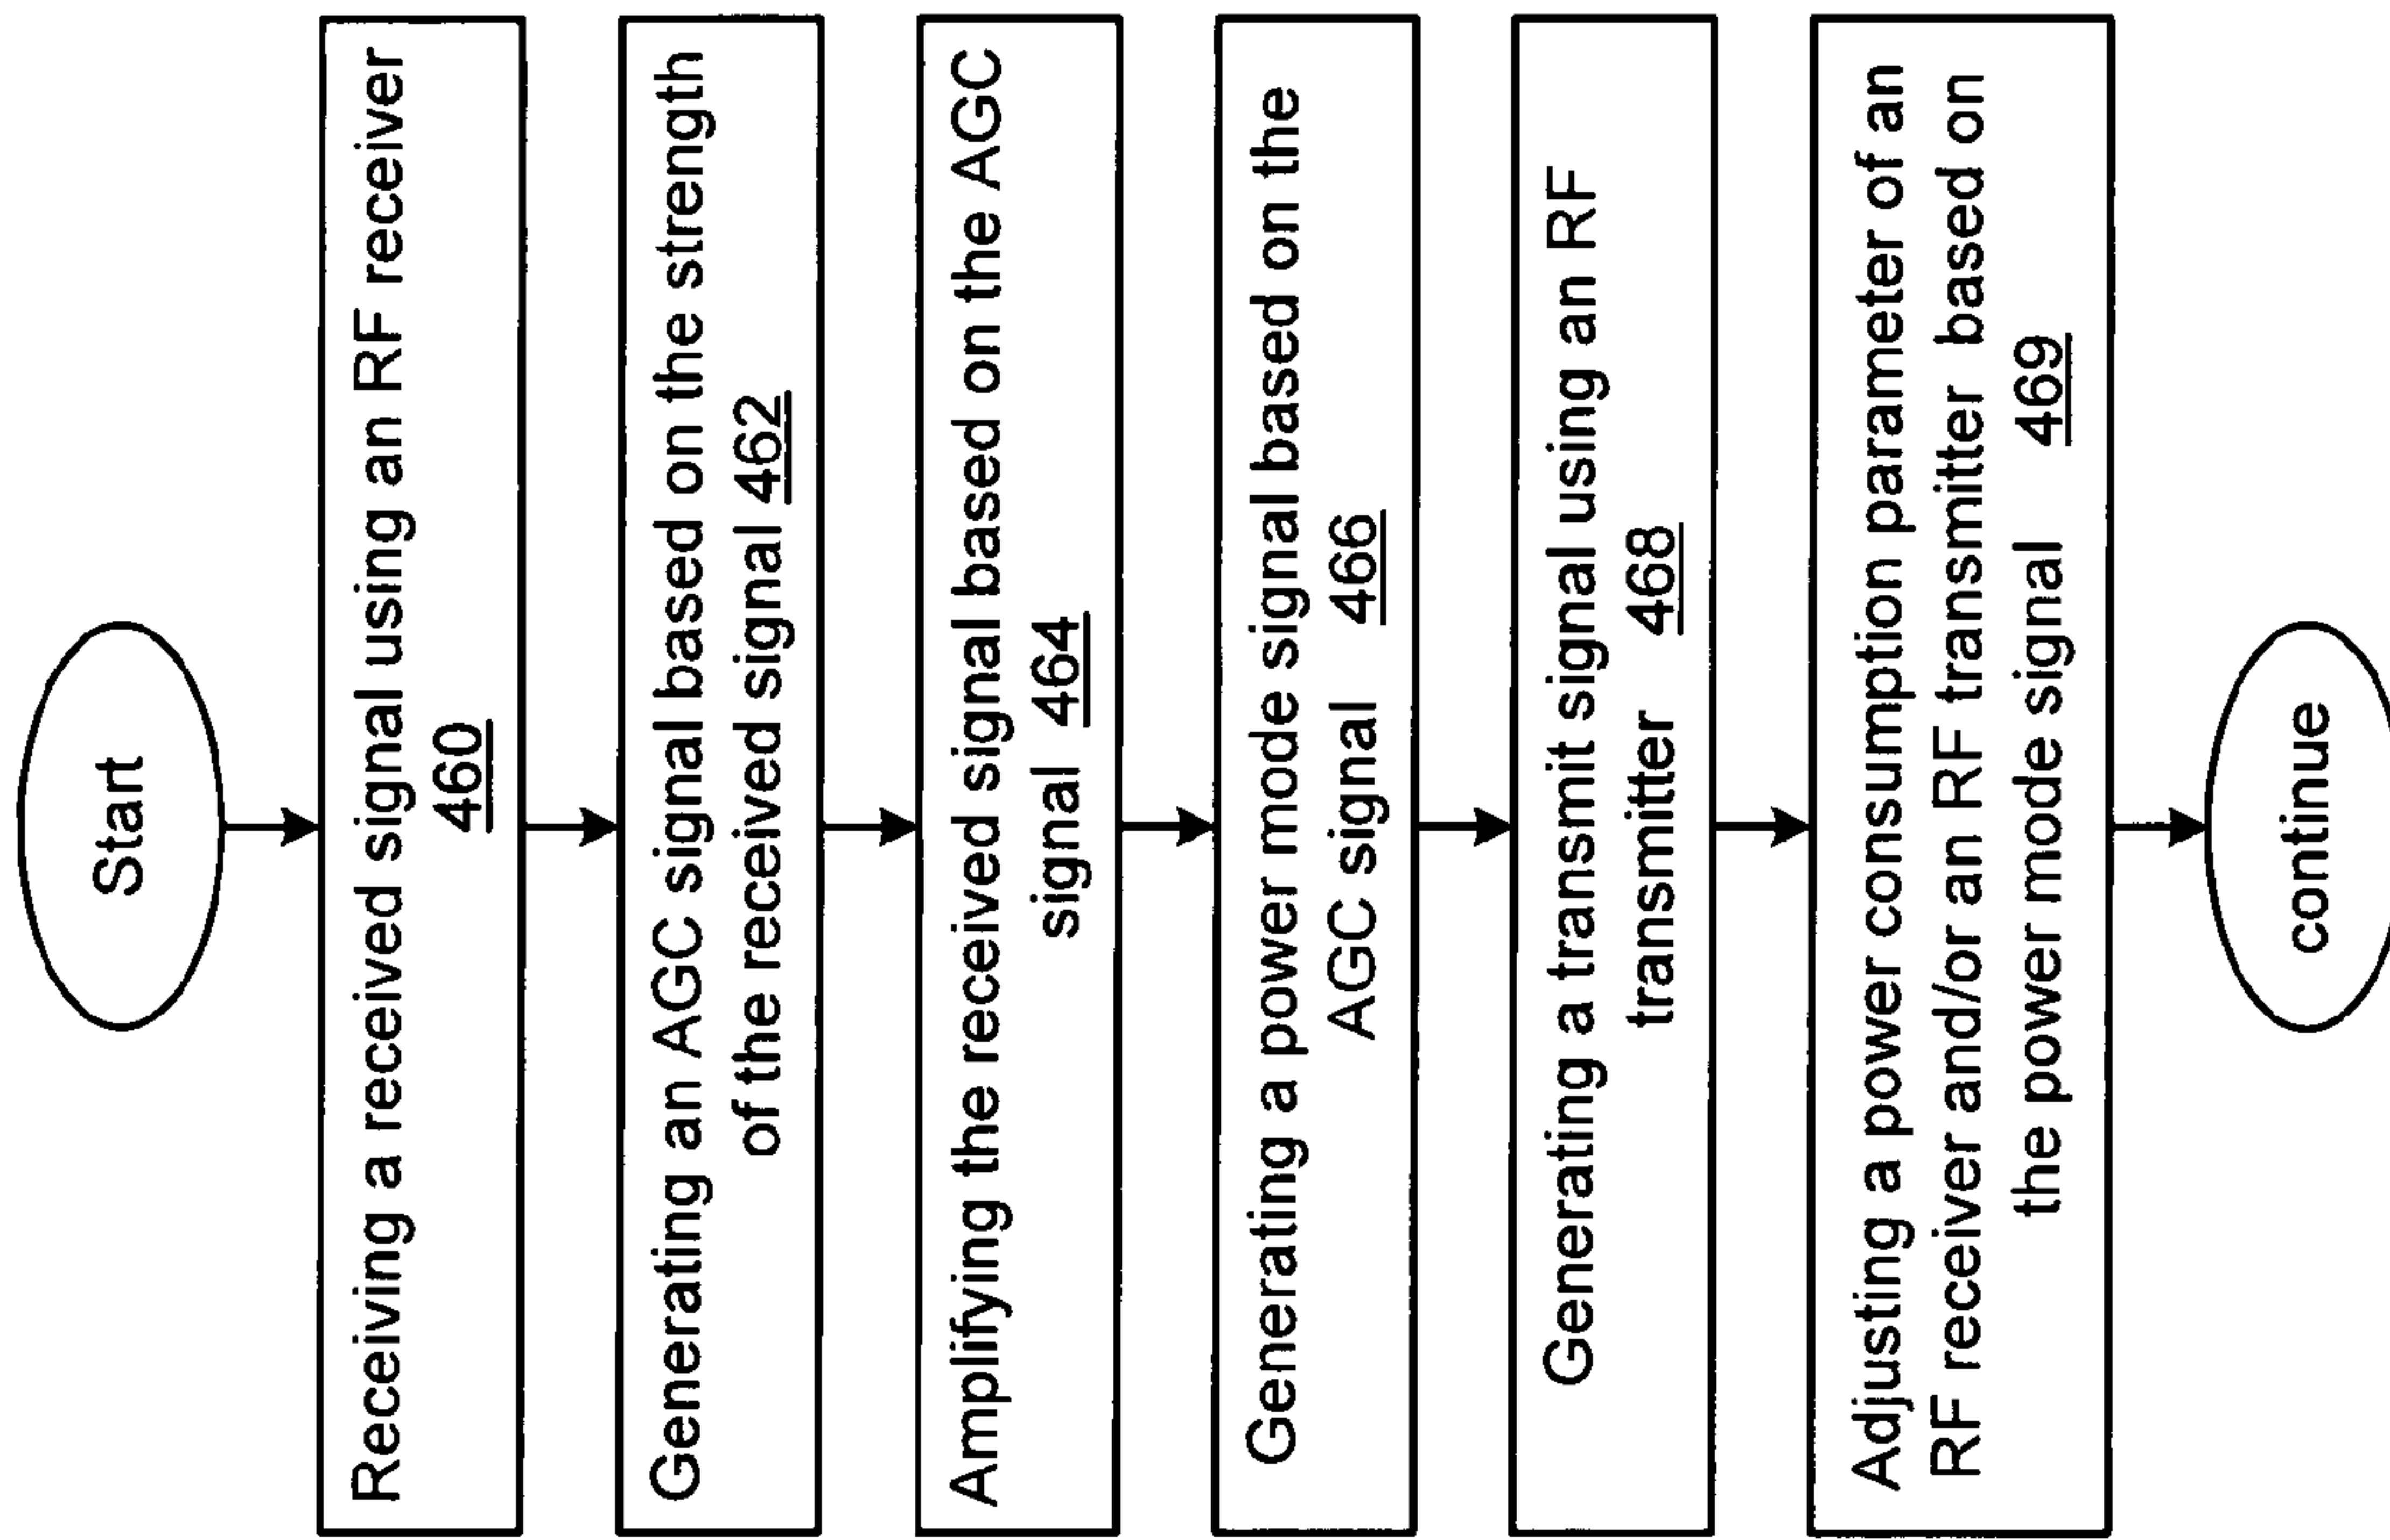 Start
Receiving a received signal using an RF receiver
460
Generating an AGC signal based on the strength
of the received signal 462
Amplifying the received signal based on the AGC
signal 464
Generating a power mode signal based on the
AGC signal 466
Generating a transmit signal using an RF
transmitter 468
Adjusting a power consumption parameter of an
RF receiver and/or an RF transmitter based on
the power mode signal 469
continue